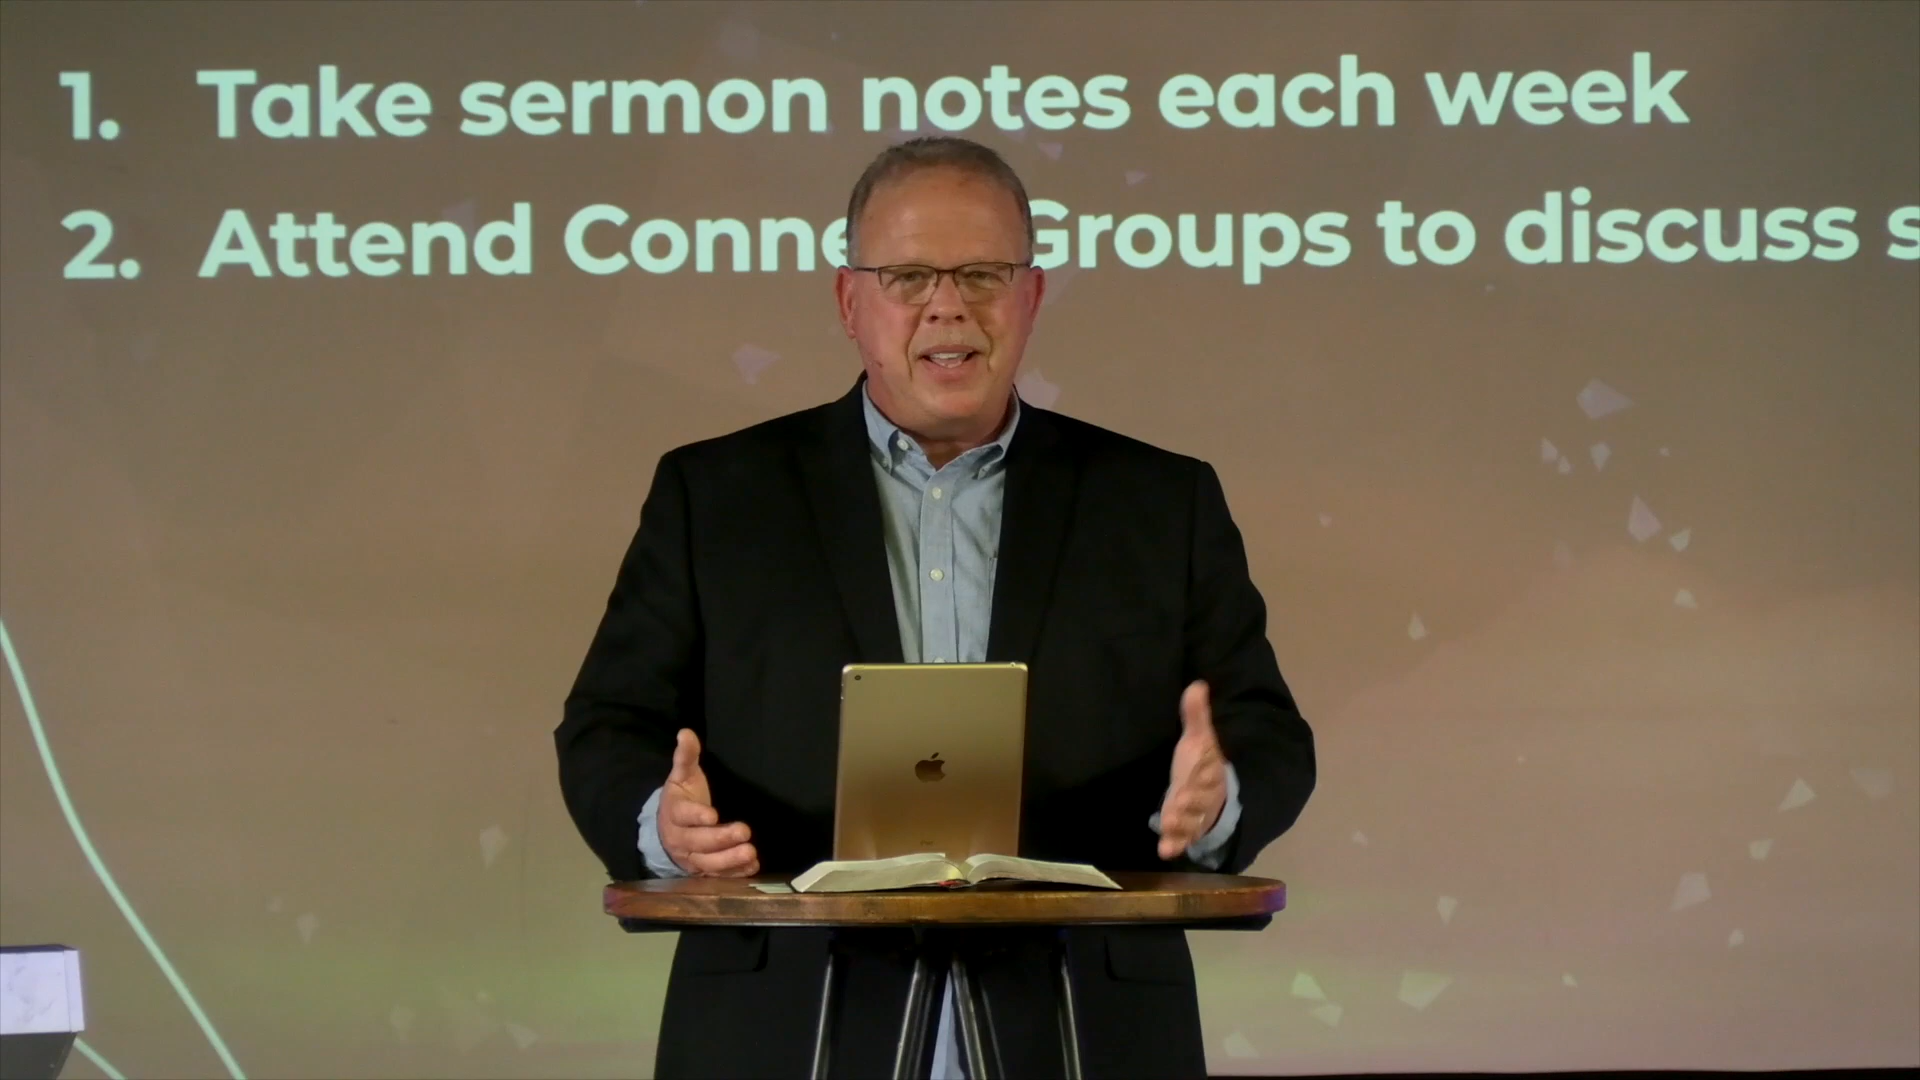 1. Take sermon notes each week
2. Attend Conne Groups to discuss s